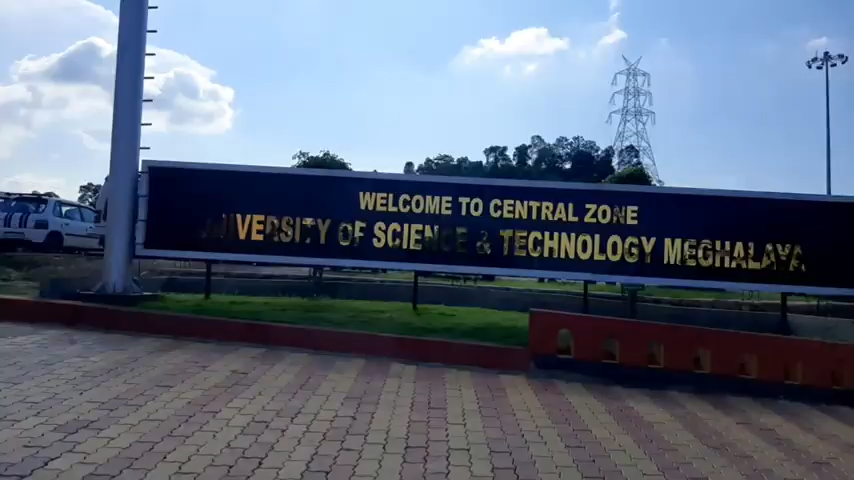 WELCOME TO CENTRAL ZONE
UNIVERSITY OF SCIENCE & TECHNOLOGY MEGHALAYA